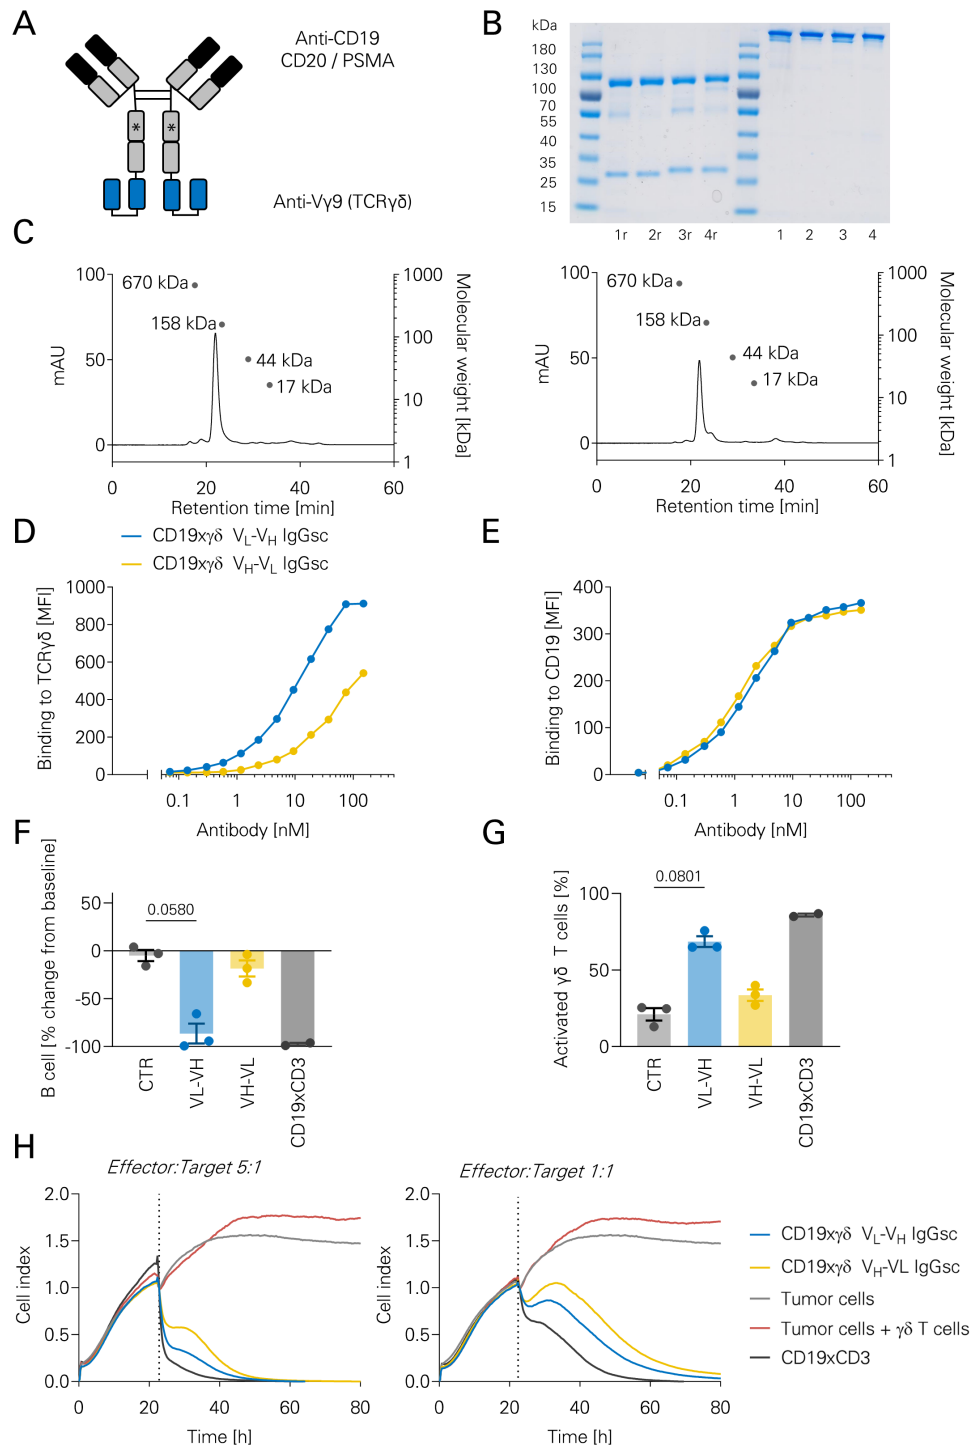 A
Anti-CD19
CD20 / PSMA
*
*
Anti-Vγ9 (TCRγδ)
B
kDa
180
130
100
70
55
40
35
25
15
1r 2r 3r 4r 1 2 3 4
C
100
50
0
mAU
670 kDa
158 kDa
44 kDa
17 kDa
1000
100
10
1
Molecular weight [kDa]
0 20 40 60
Retention time [min]
100
50
0
mAU
670 kDa
158 kDa
44 kDa
17 kDa
1000
100
10
1
Molecular weight [kDa]
0 20 40 60
Retention time [min]
D
CD19xγδ VL-VH IgGsc
CD19xγδ VH-VL IgGsc
Binding to TCRγδ [MFI]
1000
800
600
400
200
0
0.1 1 10 100
Antibody [nM]
E
Binding to CD19 [MFI]
400
300
200
100
0
0.1 1 10 100
Antibody [nM]
F
B cell [% change from baseline]
50
0
-50
-100
0.0580
CTR
VL-VH
VH-VL
CD19xCD3
G
Activated γδ T cells [%]
100
50
0
0.0801
CTR
VL-VH
VH-VL
CD19xCD3
H
Effector:Target 5:1
Cell index
2.0
1.5
1.0
0.5
0.0
0 20 40 60 80
Time [h]
Effector:Target 1:1
Cell index
2.0
1.5
1.0
0.5
0.0
0 20 40 60 80
Time [h]
CD19xγδ VL-VH IgGsc
CD19xγδ VH-VL IgGsc
Tumor cells
Tumor cells + γδ T cells
CD19xCD3